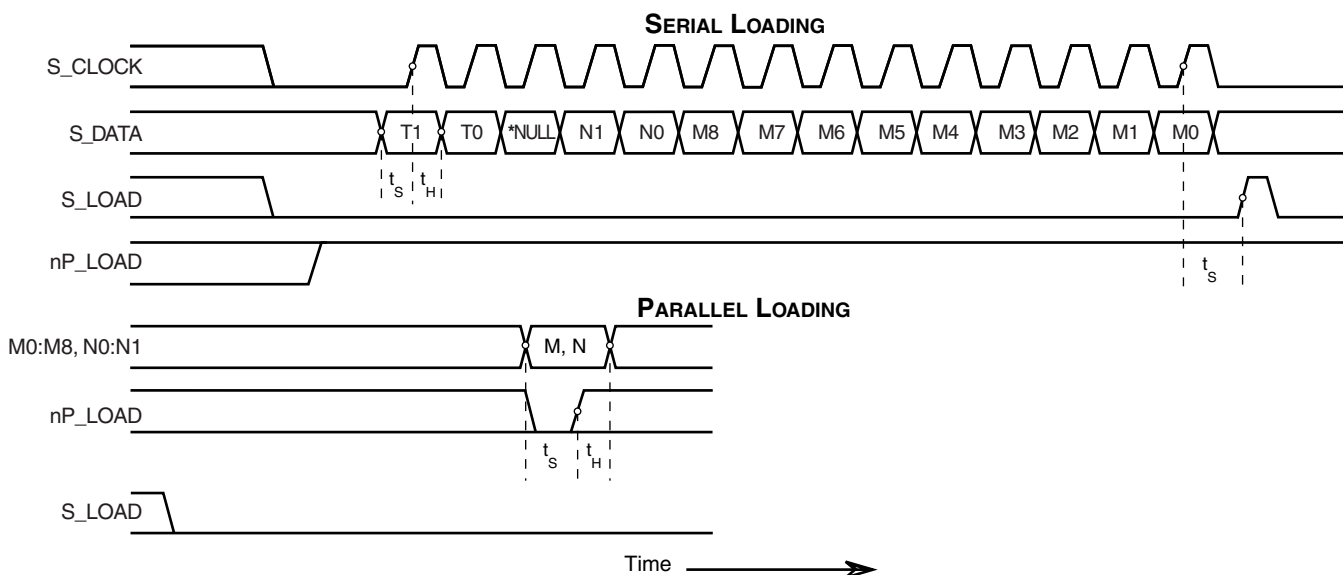 SERIAL LOADING
S_CLOCK
S_DATA
T1 T0 *NULL N1 N0 M8 M7 M6 M5 M4 M3 M2 M1 M0
tS tH
S_LOAD
nP_LOAD
tS
PARALLEL LOADING
M0:M8, N0:N1
M, N
nP_LOAD
tS tH
S_LOAD
Time